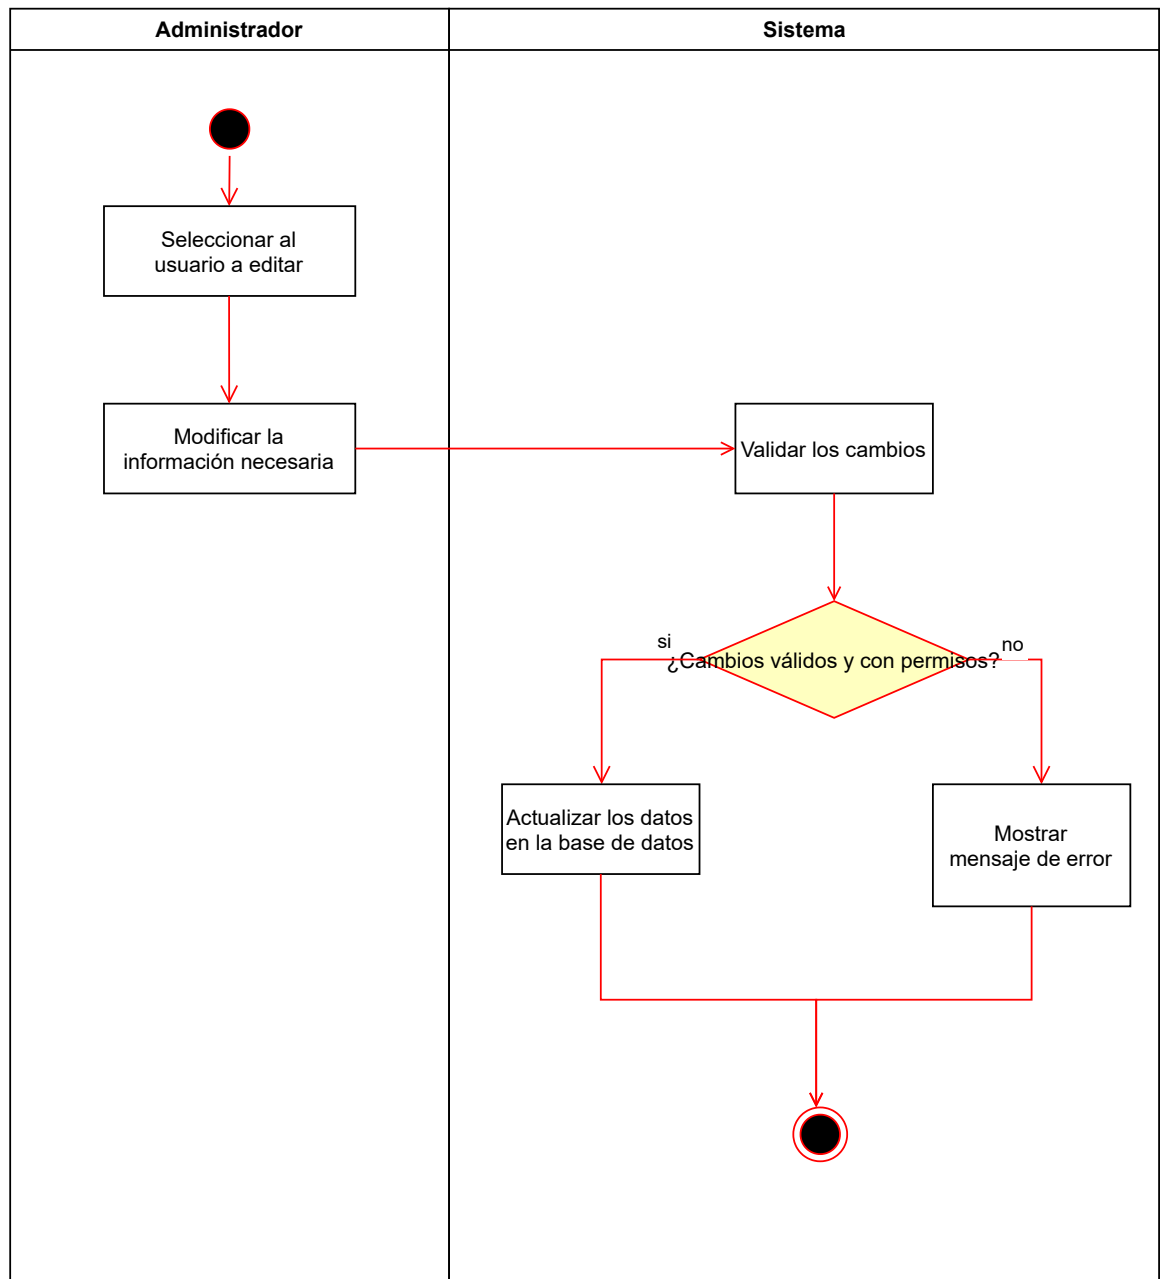 Administrador
Sistema
Seleccionar al
usuario a editar
Modificar la
información necesaria
Validar los cambios
si
¿Cambios válidos y con permisos?
no
Actualizar los datos
en la base de datos
Mostrar
mensaje de error